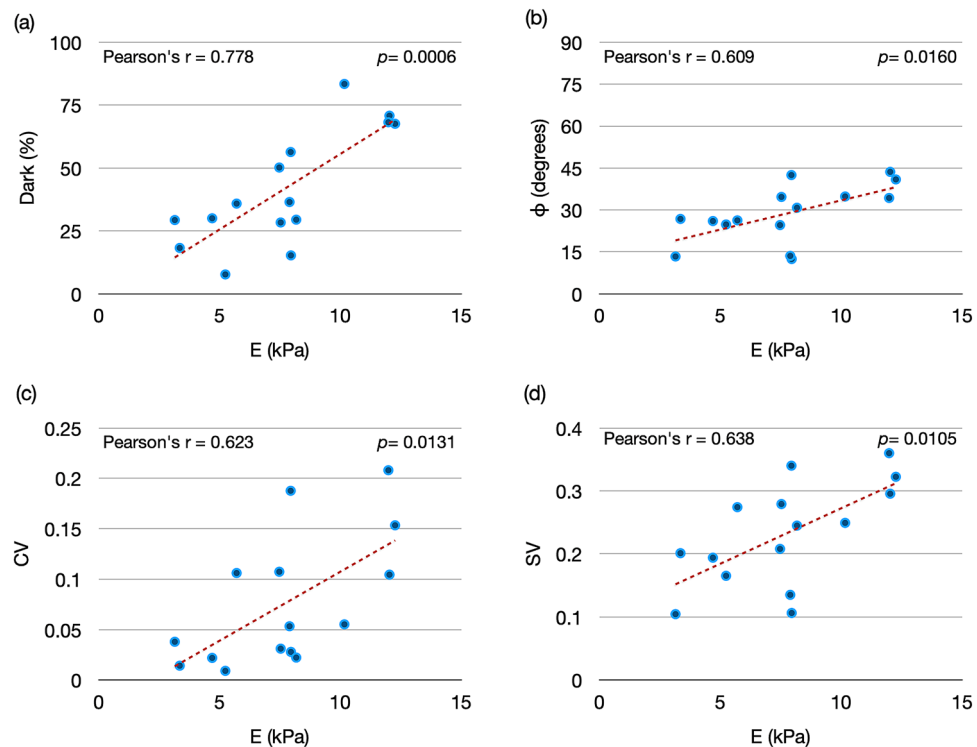 (a)
100
75
50
25
0
Dark (%)
Pearson's r = 0.778
p= 0.0006
0 5 10 15
E (kPa)
(b)
90
75
60
45
30
15
0
ϕ (degrees)
Pearson's r = 0.609
p= 0.0160
0 5 10 15
E (kPa)
(c)
0.25
0.2
0.15
0.1
0.05
0
CV
Pearson's r = 0.623
p= 0.0131
0 5 10 15
E (kPa)
(d)
0.4
0.3
0.2
0.1
0
SV
Pearson's r = 0.638
p= 0.0105
0 5 10 15
E (kPa)